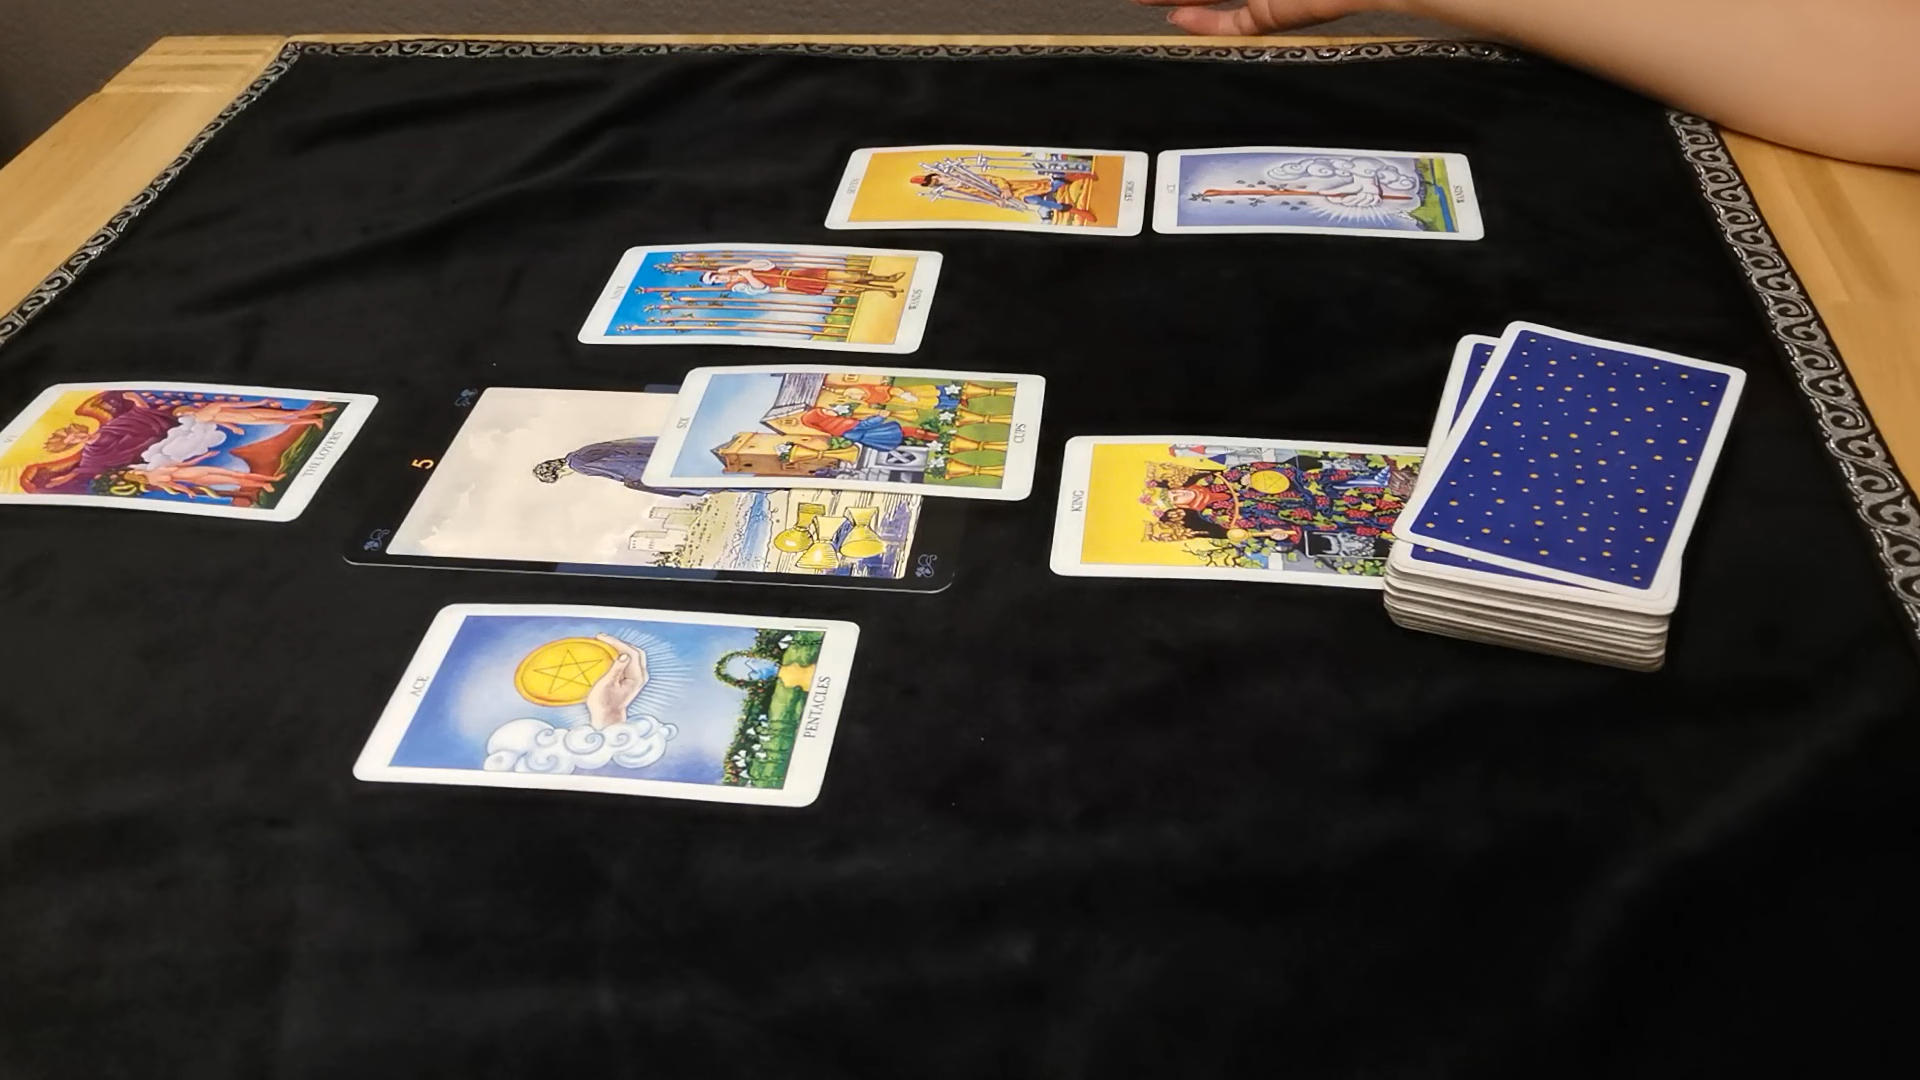 SEVEN
SWORDS
ACE
WANDS
NINE
WANDS
VI
THE LOVERS
5
SIX
CUPS
KING
ACE
PENTACLES